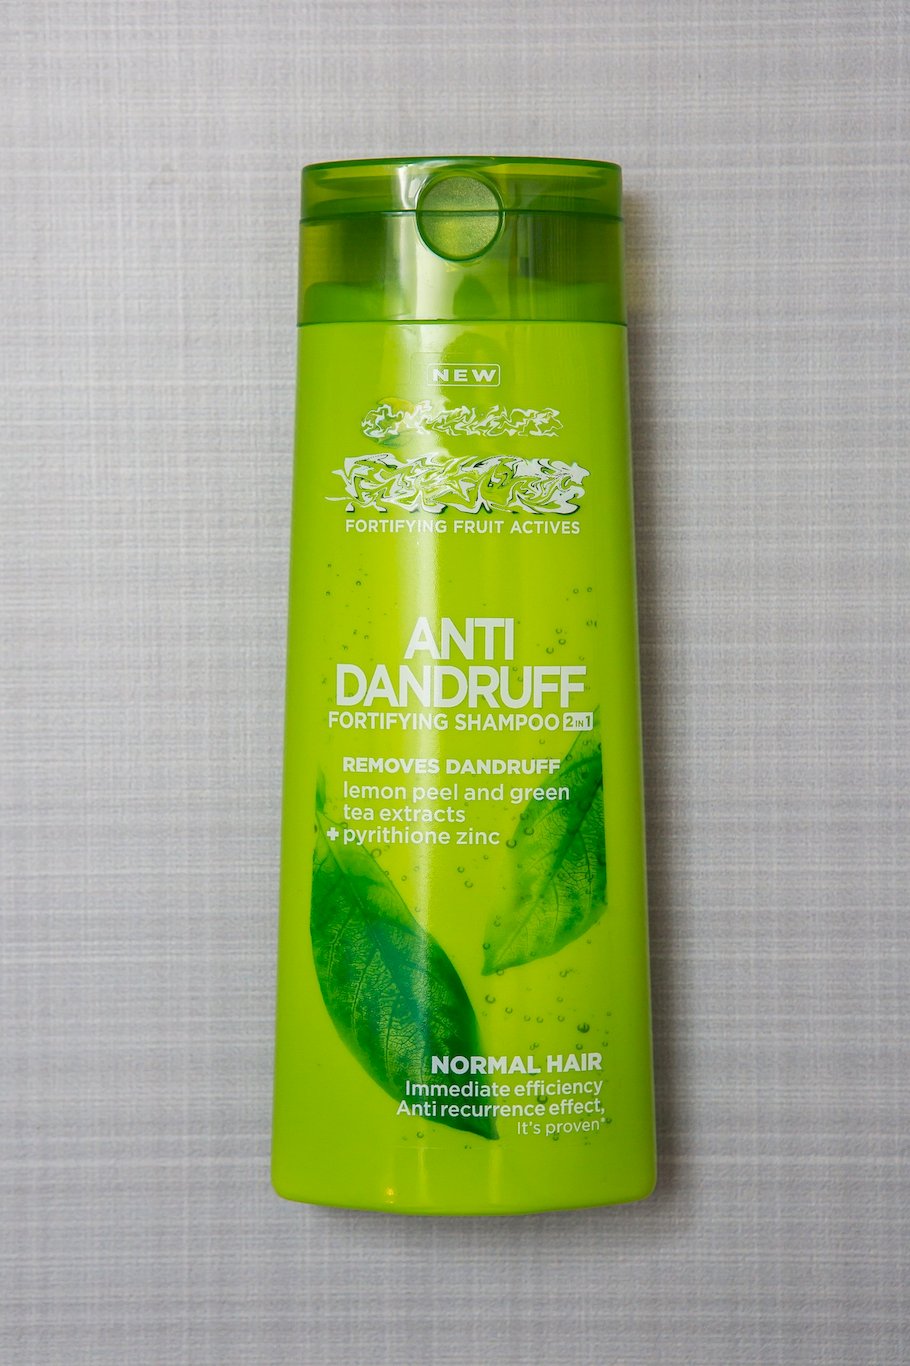 NEW
FORTIFYING FRUIT ACTIVES
ANTI
DANDRUFF
FORTIFYING SHAMPOO 2 IN 1
REMOVES DANDRUFF
lemon peel and green
tea extracts
+ pyrithione zinc
NORMAL HAIR
Immediate efficiency
Anti recurrence effect,
It's proven*